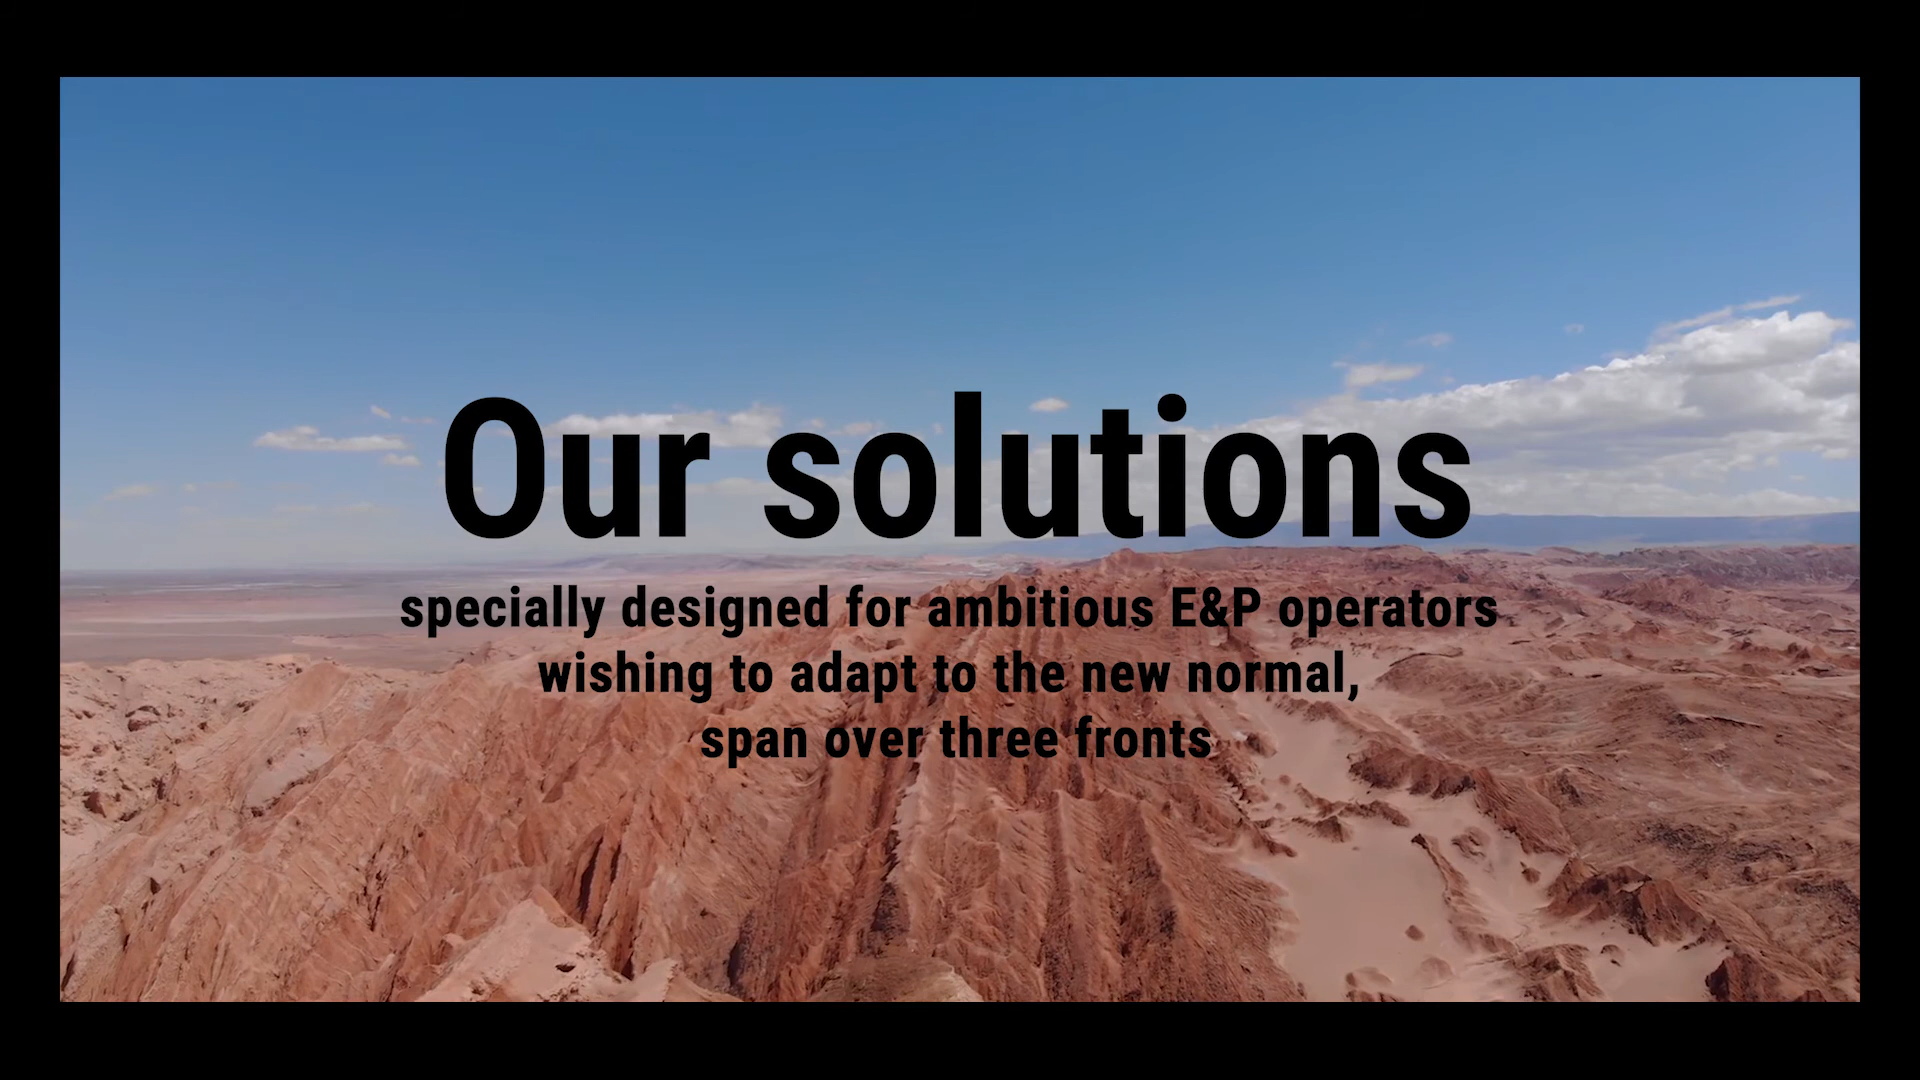 Our solutions
specially designed for ambitious E&P operators
wishing to adapt to the new normal,
span over three fronts